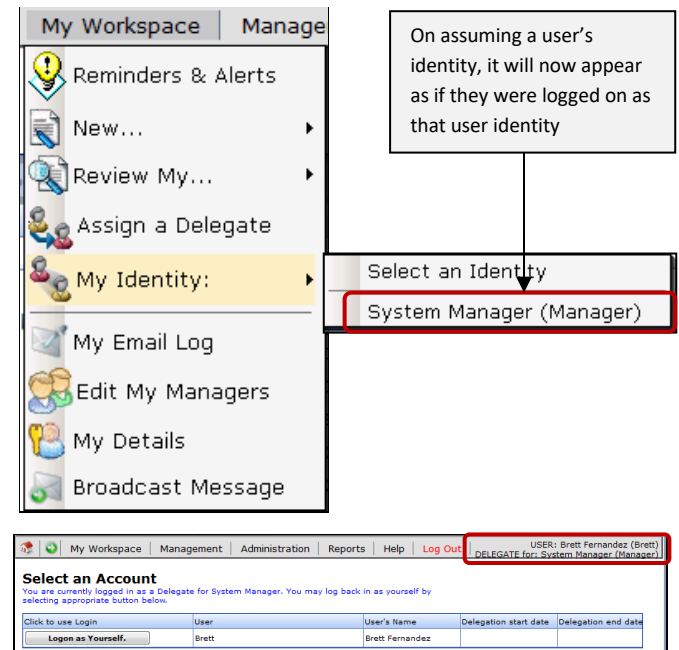 My Workspace Manage
Reminders & Alerts
New...
Review My...
Assign a Delegate
My Identity:
My Email Log
Edit My Managers
My Details
Broadcast Message
On assuming a user's
identity, it will now appear
as if they were logged on as
that user identity
Select an Identity
System Manager (Manager)
My Workspace Management Administration Reports Help Log Out
USER: Brett Fernandez (Brett)
DELEGATE for: System Manager (Manager)
Select an Account
You are currently logged in as a Delegate for System Manager. You may log back in as yourself by
selecting appropriate button below.
Click to use Login User User's Name Delegation start date Delegation end date
Logon as Yourself. Brett Brett Fernandez